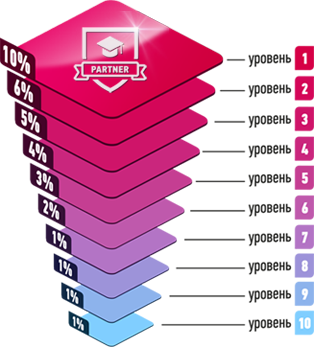 10% уровень 1
PARTNER
6% уровень 2
5% уровень 3
4% уровень 4
3% уровень 5
2% уровень 6
1% уровень 7
1% уровень 8
1% уровень 9
1% уровень 10